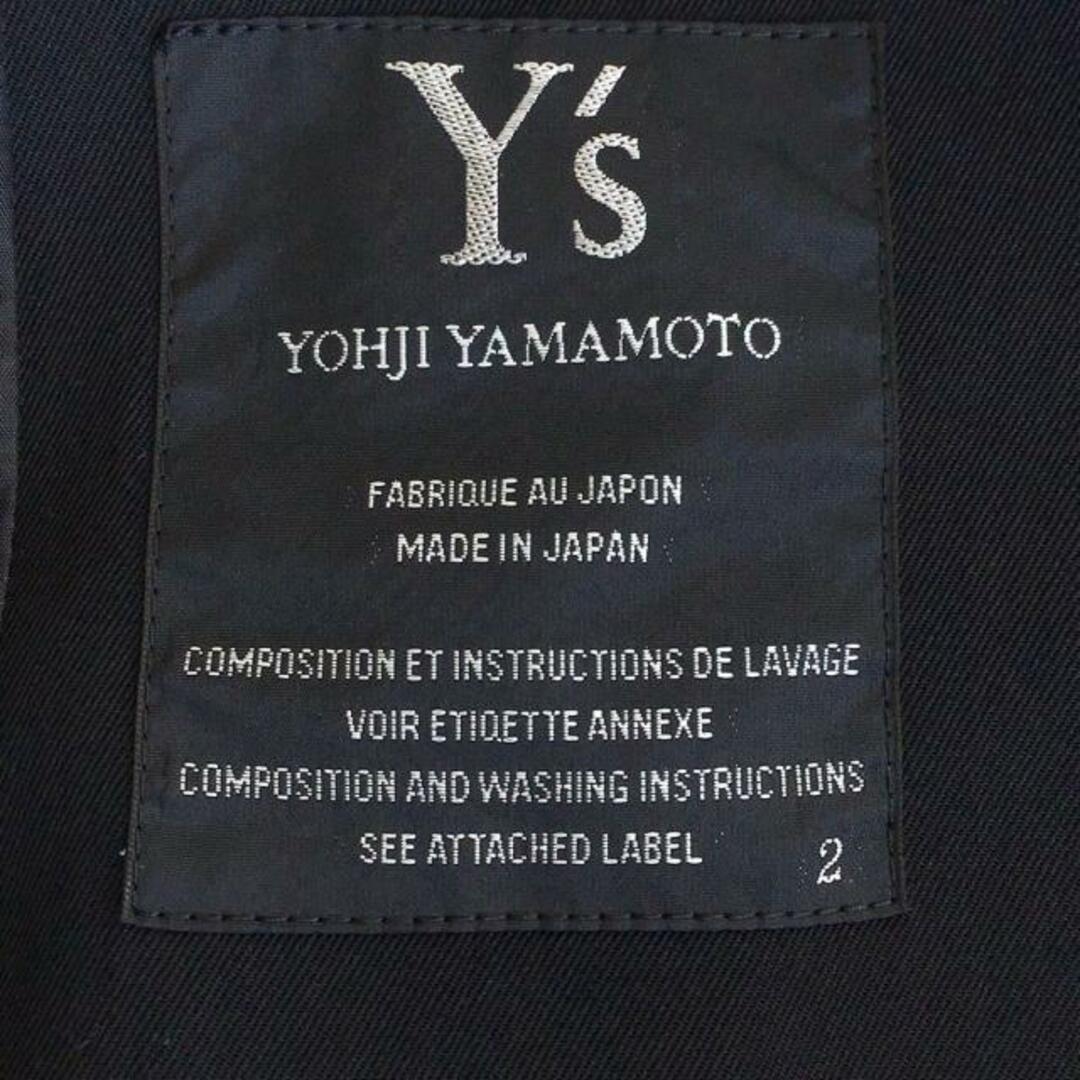 Y's
YOHJI YAMAMOTO
FABRIQUE AU JAPON
MADE IN JAPAN
COMPOSITION ET INSTRUCTIONS DE LAVAGE
VOIR ETIQETTE ANNEXE
COMPOSITION AND WASHING INSTRUCTIONS
SEE ATTACHED LABEL
2